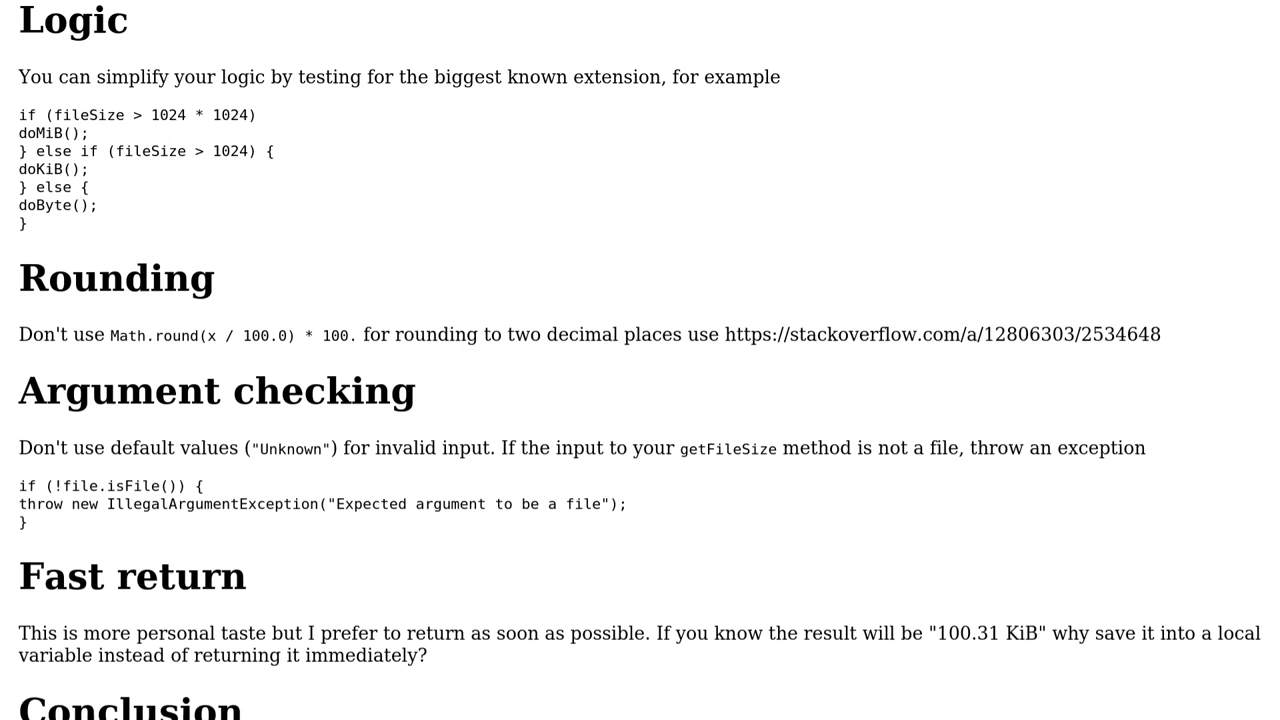 Logic
You can simplify your logic by testing for the biggest known extension, for example
if (fileSize > 1024 * 1024)
doMiB();
} else if (fileSize > 1024) {
doKiB();
} else {
doByte();
}
Rounding
Don't use Math.round(x / 100.0) * 100. for rounding to two decimal places use https://stackoverflow.com/a/12806303/2534648
Argument checking
Don't use default values ("Unknown") for invalid input. If the input to your getFileSize method is not a file, throw an exception
if (!file.isFile()) {
throw new IllegalArgumentException("Expected argument to be a file");
}
Fast return
This is more personal taste but I prefer to return as soon as possible. If you know the result will be "100.31 KiB" why save it into a local
variable instead of returning it immediately?
Conclusion